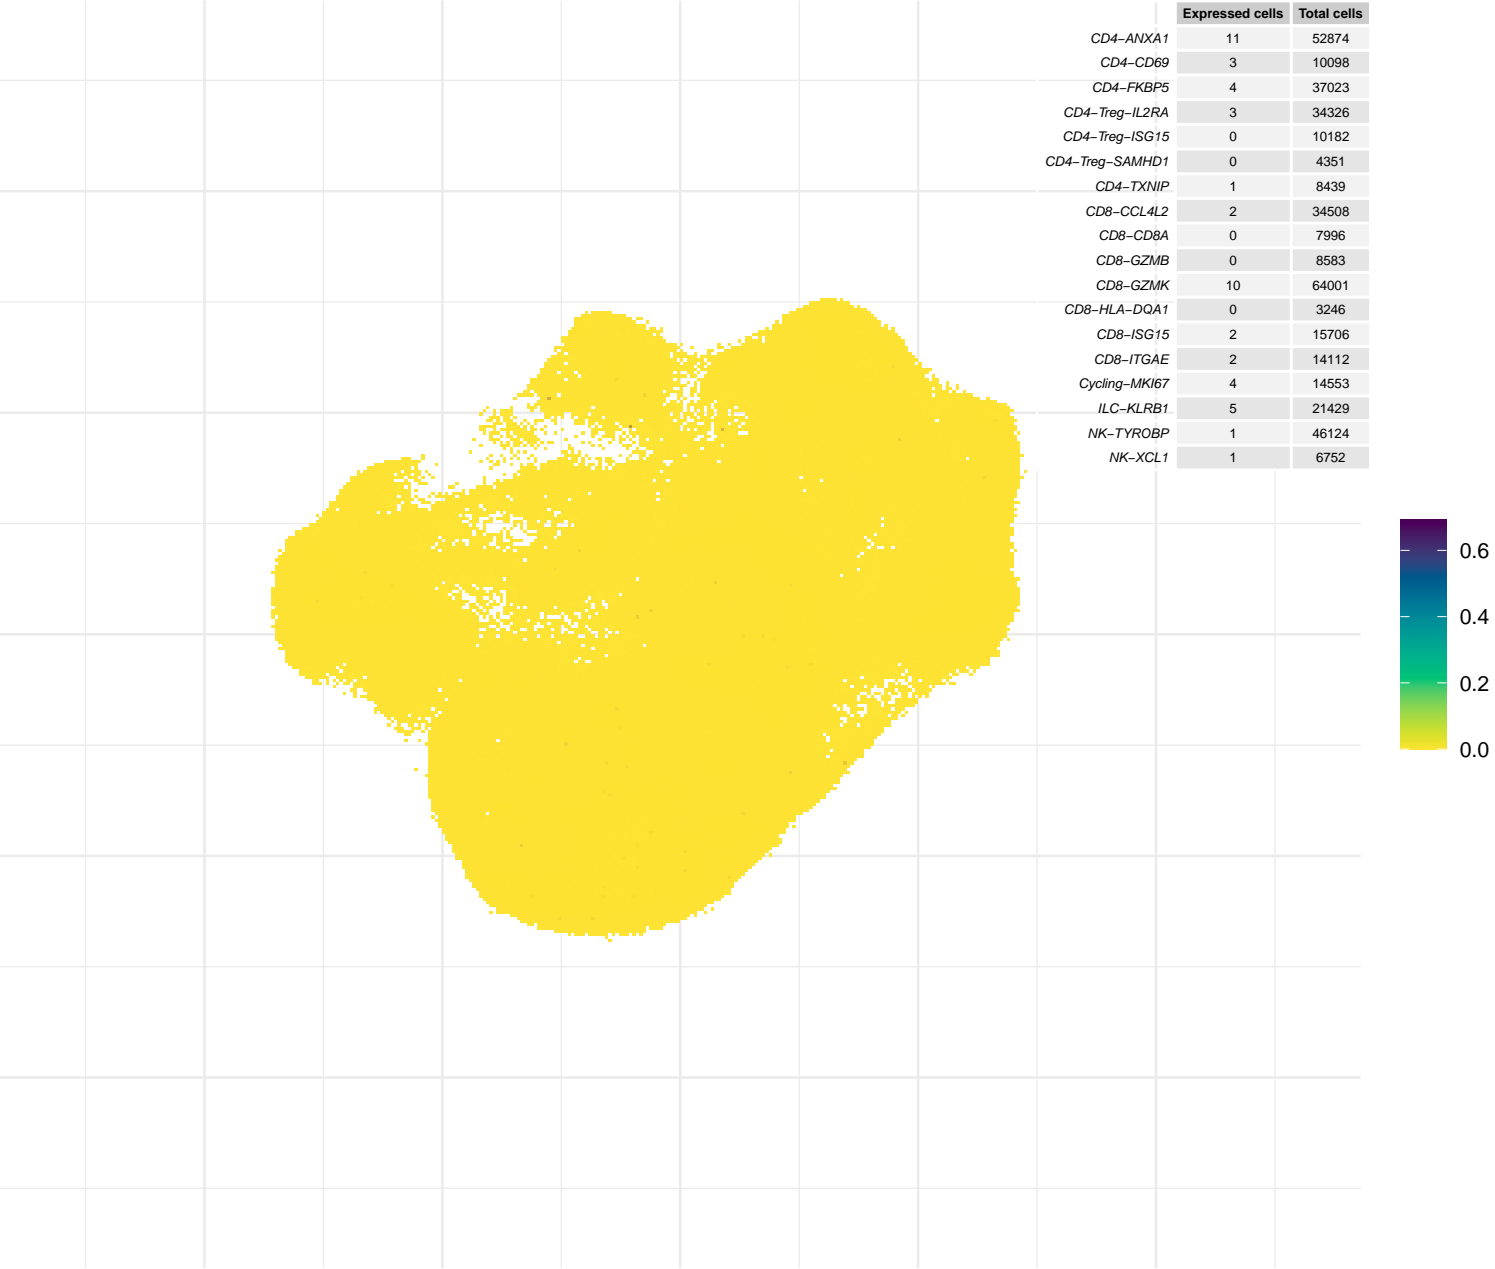 Expressed cells Total cells
CD4−ANXA1 11 52874
CD4−CD69 3 10098
CD4−FKBP5 4 37023
CD4−Treg−IL2RA 3 34326
CD4−Treg−ISG15 0 10182
CD4−Treg−SAMHD1 0 4351
CD4−TXNIP 1 8439
CD8−CCL4L2 2 34508
CD8−CD8A 0 7996
CD8−GZMB 0 8583
CD8−GZMK 10 64001
CD8−HLA−DQA1 0 3246
CD8−ISG15 2 15706
CD8−ITGAE 2 14112
Cycling−MKI67 4 14553
ILC−KLRB1 5 21429
NK−TYROBP 1 46124
NK−XCL1 1 6752
0.6
0.4
0.2
0.0